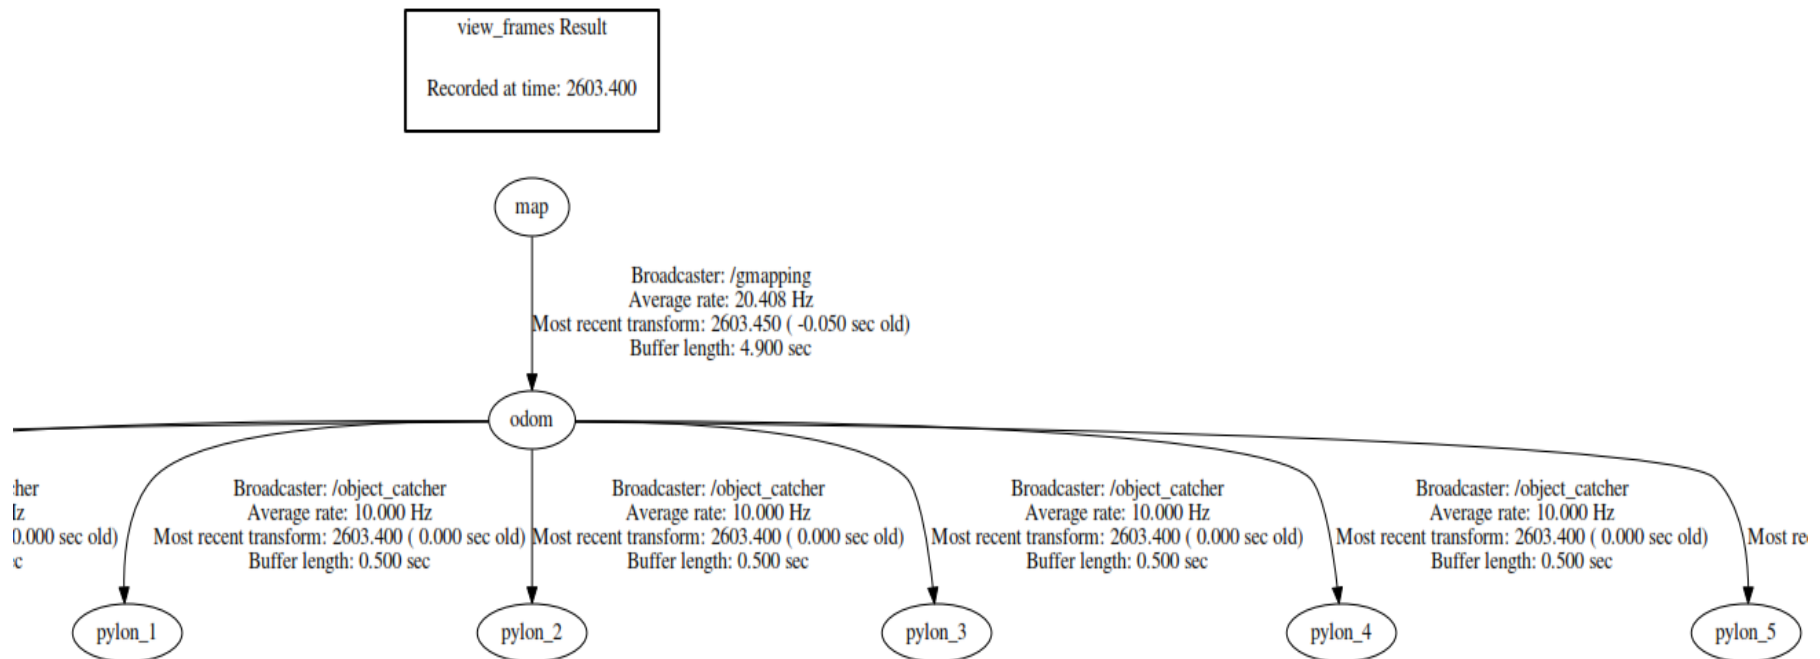 view_frames Result
Recorded at time: 2603.400
map
Broadcaster: /gmapping
Average rate: 20.408 Hz
Most recent transform: 2603.450 ( -0.050 sec old)
Buffer length: 4.900 sec
odom
0.000 sec old)
Broadcaster: /object_catcher
Average rate: 10.000 Hz
Most recent transform: 2603.400 ( 0.000 sec old)
Buffer length: 0.500 sec
Broadcaster: /object_catcher
Average rate: 10.000 Hz
Most recent transform: 2603.400 ( 0.000 sec old)
Buffer length: 0.500 sec
Broadcaster: /object_catcher
Average rate: 10.000 Hz
Most recent transform: 2603.400 ( 0.000 sec old)
Buffer length: 0.500 sec
Broadcaster: /object_catcher
Average rate: 10.000 Hz
Most recent transform: 2603.400 ( 0.000 sec old)
Buffer length: 0.500 sec
Most
pylon_1
pylon_2
pylon_3
pylon_4
pylon_5